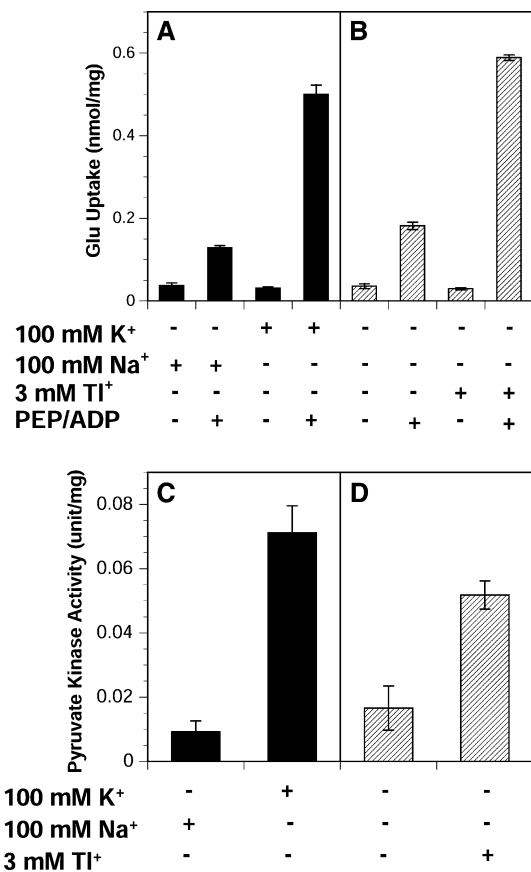 A B
0.6
0.4
0.2
0
Glu Uptake (nmol/mg)
100 mM K⁺ - - + + - - - -
100 mM Na⁺ + + - - - - - -
3 mM Tl⁺ - - - - - - + +
PEP/ADP - + - + - + - +
C D
0.08
0.06
0.04
0.02
0
Pyruvate Kinase Activity (unit/mg)
100 mM K⁺ - + - -
100 mM Na⁺ + - - -
3 mM Tl⁺ - - - +